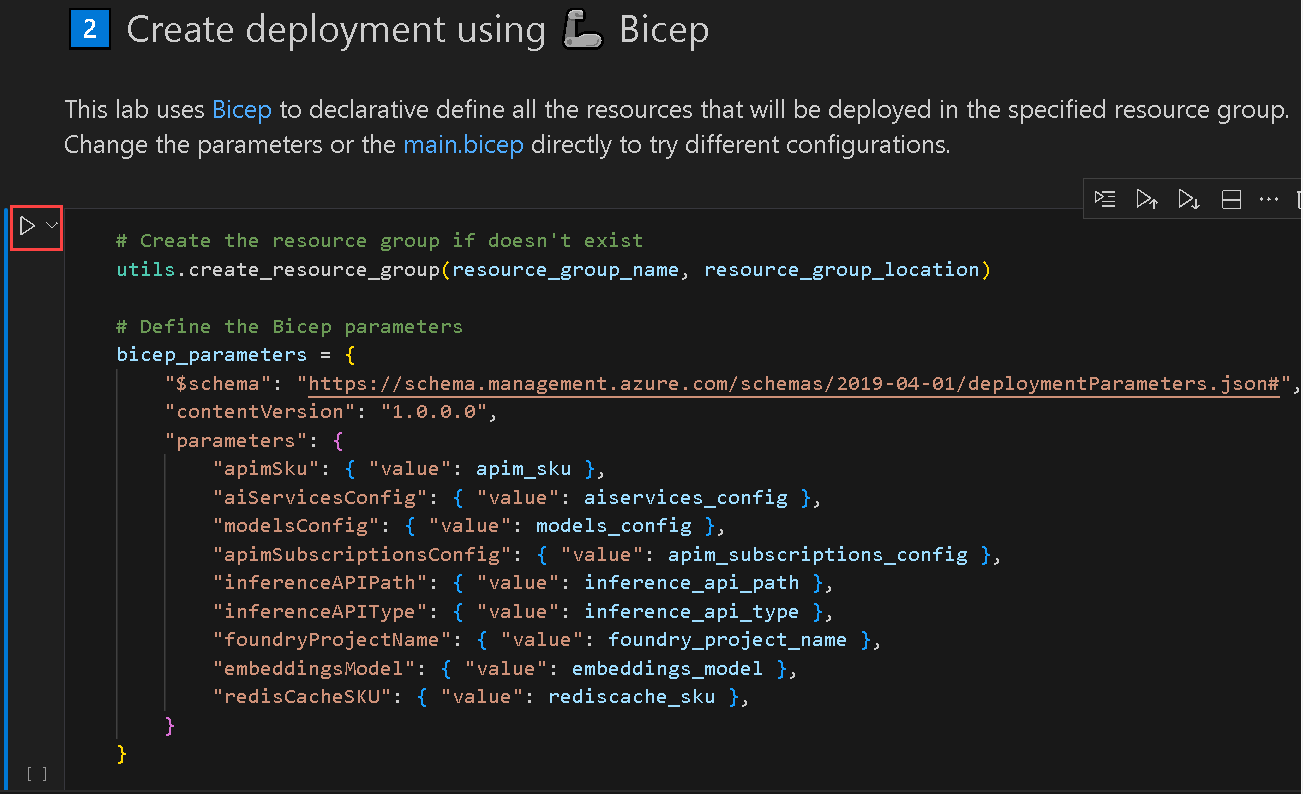 2 Create deployment using Bicep
This lab uses Bicep to declarative define all the resources that will be deployed in the specified resource group.
Change the parameters or the main.bicep directly to try different configurations.
# Create the resource group if doesn't exist
utils.create_resource_group(resource_group_name, resource_group_location)
# Define the Bicep parameters
bicep_parameters = {
"$schema": "https://schema.management.azure.com/schemas/2019-04-01/deploymentParameters.json#",
"contentVersion": "1.0.0.0",
"parameters": {
"apimSku": { "value": apim_sku },
"aiServicesConfig": { "value": aiservices_config },
"modelsConfig": { "value": models_config },
"apimSubscriptionsConfig": { "value": apim_subscriptions_config },
"inferenceAPIPath": { "value": inference_api_path },
"inferenceAPIType": { "value": inference_api_type },
"foundryProjectName": { "value": foundry_project_name },
"embeddingsModel": { "value": embeddings_model },
"redisCacheSKU": { "value": rediscache_sku },
}
}
[ ]